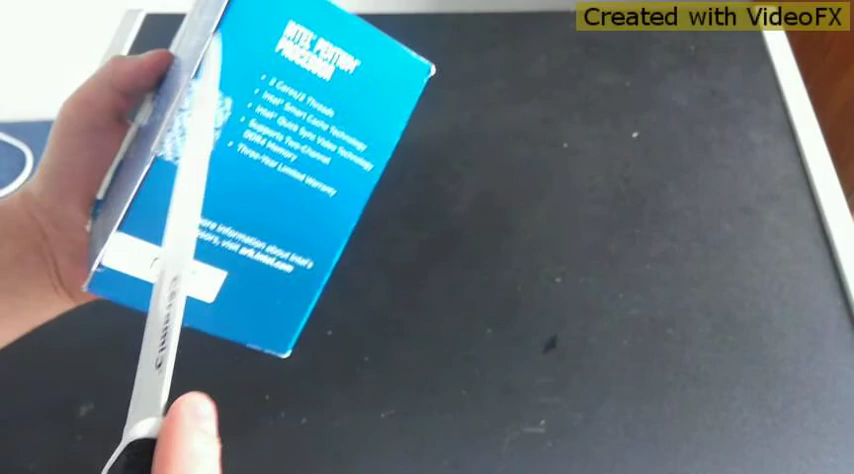 Created with VideoFX
INTEL® PENTIUM®
PROCESSOR
• 2 Cores/2 Threads
• Intel® Smart Cache Technology
• Intel® Quick Sync Video Technology
• Supports Two-Channel
DDR4 Memory
• Three-Year Limited Warranty
more information about Intel's
visit ark.intel.com
Ceramic